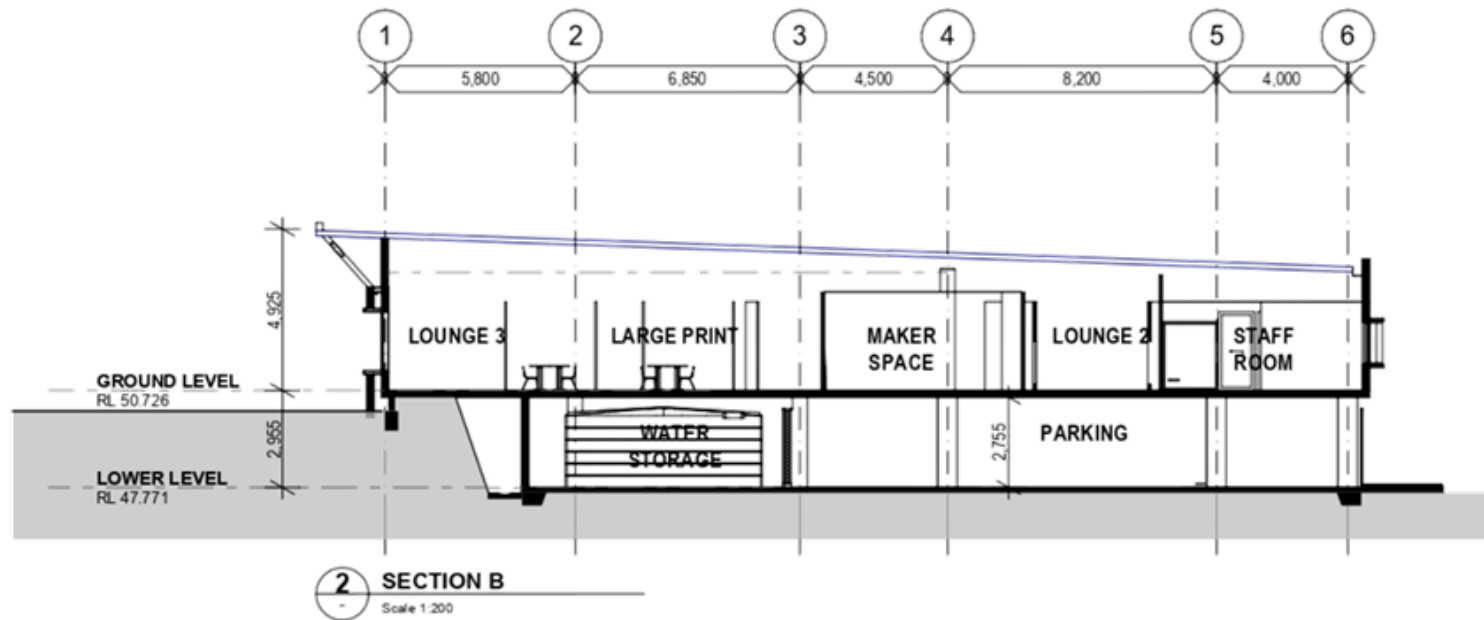 1 2 3 4 5 6
5,800 6,850 4,500 8,200 4,000
4,925
LOUNGE 3 LARGE PRINT MAKER SPACE LOUNGE 2 STAFF ROOM
GROUND LEVEL
RL 50.726
2,955
WATER STORAGE
2,755
PARKING
LOWER LEVEL
RL 47.771
2 SECTION B
- Scale 1:200